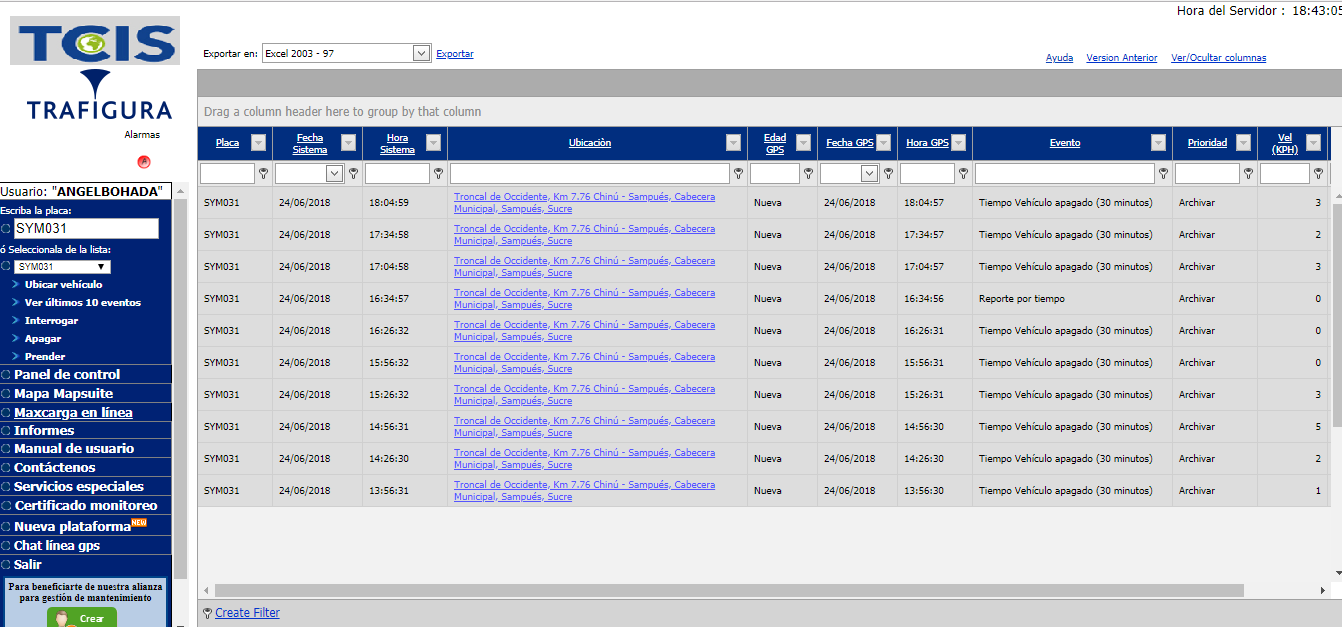 Hora del Servidor : 18:43:05
TCIS
TRAFIGURA
Alarmas
Exportar en: Excel 2003 - 97 Exportar
Ayuda Version Anterior Ver/Ocultar columnas
Drag a column header here to group by that column
Placa Fecha Sistema Hora Sistema Ubicación Edad GPS Fecha GPS Hora GPS Evento Prioridad Vel (KPH)
SYM031 24/06/2018 18:04:59 Troncal de Occidente, Km 7.76 Chinú - Sampués, Cabecera Municipal, Sampués, Sucre Nueva 24/06/2018 18:04:57 Tiempo Vehículo apagado (30 minutos) Archivar 3
SYM031 24/06/2018 17:34:58 Troncal de Occidente, Km 7.76 Chinú - Sampués, Cabecera Municipal, Sampués, Sucre Nueva 24/06/2018 17:34:57 Tiempo Vehículo apagado (30 minutos) Archivar 2
SYM031 24/06/2018 17:04:58 Troncal de Occidente, Km 7.76 Chinú - Sampués, Cabecera Municipal, Sampués, Sucre Nueva 24/06/2018 17:04:57 Tiempo Vehículo apagado (30 minutos) Archivar 3
SYM031 24/06/2018 16:34:57 Troncal de Occidente, Km 7.76 Chinú - Sampués, Cabecera Municipal, Sampués, Sucre Nueva 24/06/2018 16:34:56 Reporte por tiempo Archivar 0
SYM031 24/06/2018 16:26:32 Troncal de Occidente, Km 7.76 Chinú - Sampués, Cabecera Municipal, Sampués, Sucre Nueva 24/06/2018 16:26:31 Tiempo Vehículo apagado (30 minutos) Archivar 0
SYM031 24/06/2018 15:56:32 Troncal de Occidente, Km 7.76 Chinú - Sampués, Cabecera Municipal, Sampués, Sucre Nueva 24/06/2018 15:56:31 Tiempo Vehículo apagado (30 minutos) Archivar 0
SYM031 24/06/2018 15:26:32 Troncal de Occidente, Km 7.76 Chinú - Sampués, Cabecera Municipal, Sampués, Sucre Nueva 24/06/2018 15:26:31 Tiempo Vehículo apagado (30 minutos) Archivar 3
SYM031 24/06/2018 14:56:31 Troncal de Occidente, Km 7.76 Chinú - Sampués, Cabecera Municipal, Sampués, Sucre Nueva 24/06/2018 14:56:30 Tiempo Vehículo apagado (30 minutos) Archivar 5
SYM031 24/06/2018 14:26:30 Troncal de Occidente, Km 7.76 Chinú - Sampués, Cabecera Municipal, Sampués, Sucre Nueva 24/06/2018 14:26:30 Tiempo Vehículo apagado (30 minutos) Archivar 2
SYM031 24/06/2018 13:56:31 Troncal de Occidente, Km 7.76 Chinú - Sampués, Cabecera Municipal, Sampués, Sucre Nueva 24/06/2018 13:56:30 Tiempo Vehículo apagado (30 minutos) Archivar 1
Create Filter
Usuario: "ANGELBOHADA"
Escriba la placa:
SYM031
ó Seleccionala de la lista:
SYM031
Ubicar vehículo
Ver últimos 10 eventos
Interrogar
Apagar
Prender
Panel de control
Mapa Mapsuite
Maxcarga en línea
Informes
Manual de usuario
Contáctenos
Servicios especiales
Certificado monitoreo
Nueva plataforma NEW
Chat línea gps
Salir
Para beneficiarte de nuestra alianza
para gestión de mantenimiento
Crear